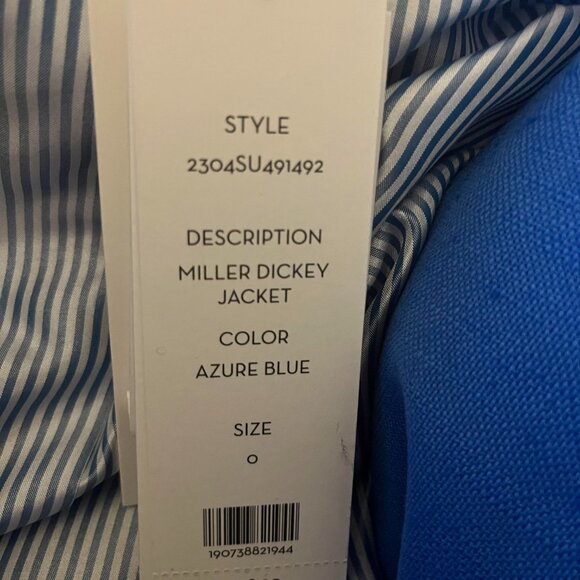 STYLE
2304SU491492
DESCRIPTION
MILLER DICKEY
JACKET
COLOR
AZURE BLUE
SIZE
0
190738821944